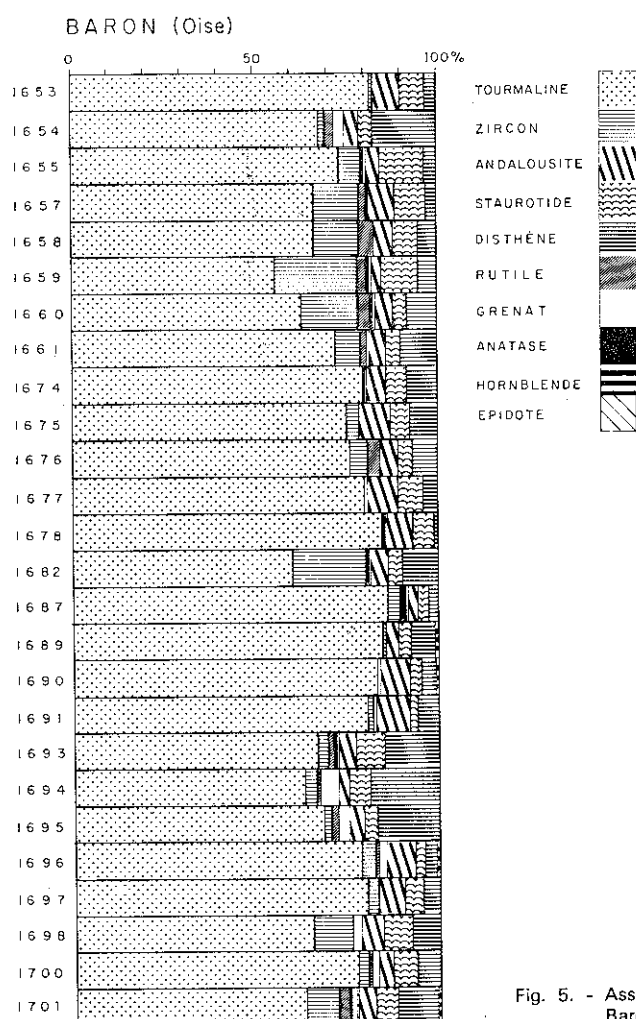 BARON (Oise)
0 50 100%
1653
1654
1655
1657
1658
1659
1660
1661
1674
1675
1676
1677
1678
1682
1687
1689
1690
1691
1693
1694
1695
1696
1697
1698
1700
1701
TOURMALINE
ZIRCON
ANDALOUSITE
STAUROTIDE
DISTHÈNE
RUTILE
GRENAT
ANATASE
HORNBLENDE
EPIDOTE
Fig. 5. - Ass
Bar